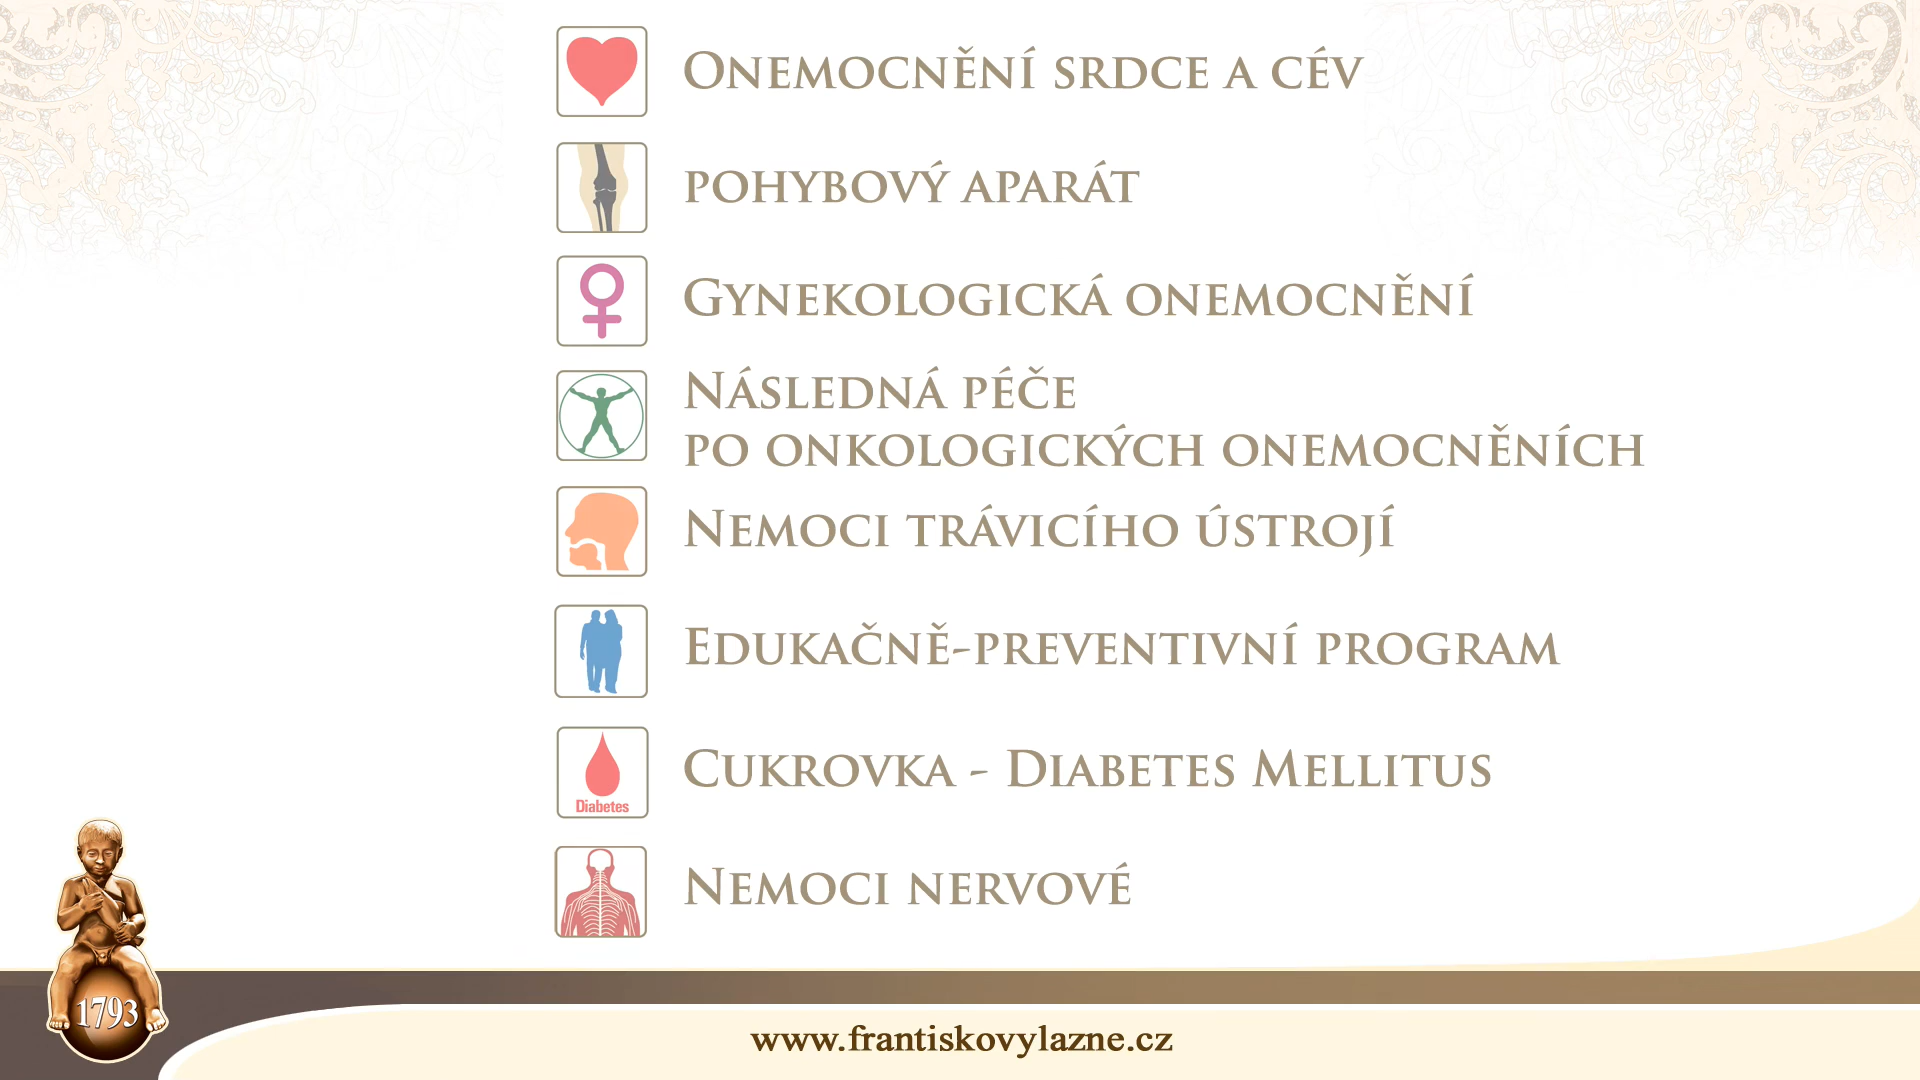 Onemocnění srdce a cév
pohybový aparát
Gynekologická onemocnění
Následná péče
po onkologických onemocněních
Nemoci trávicího ústrojí
Edukačně-preventivní program
Diabetes
Cukrovka - Diabetes Mellitus
Nemoci nervové
1793
www.frantiskovylazne.cz